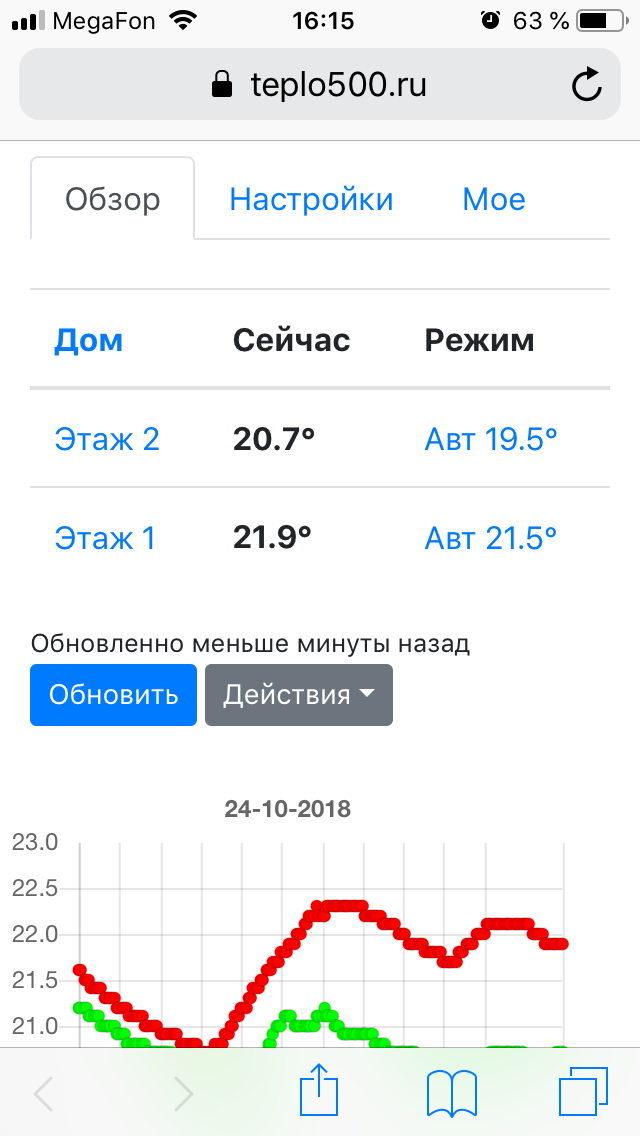 MegaFon 16:15 63 %
teplo500.ru
Обзор Настройки Мое
Дом Сейчас Режим
Этаж 2 20.7° Авт 19.5°
Этаж 1 21.9° Авт 21.5°
Обновленно меньше минуты назад
Обновить Действия
24-10-2018
23.0
22.5
22.0
21.5
21.0